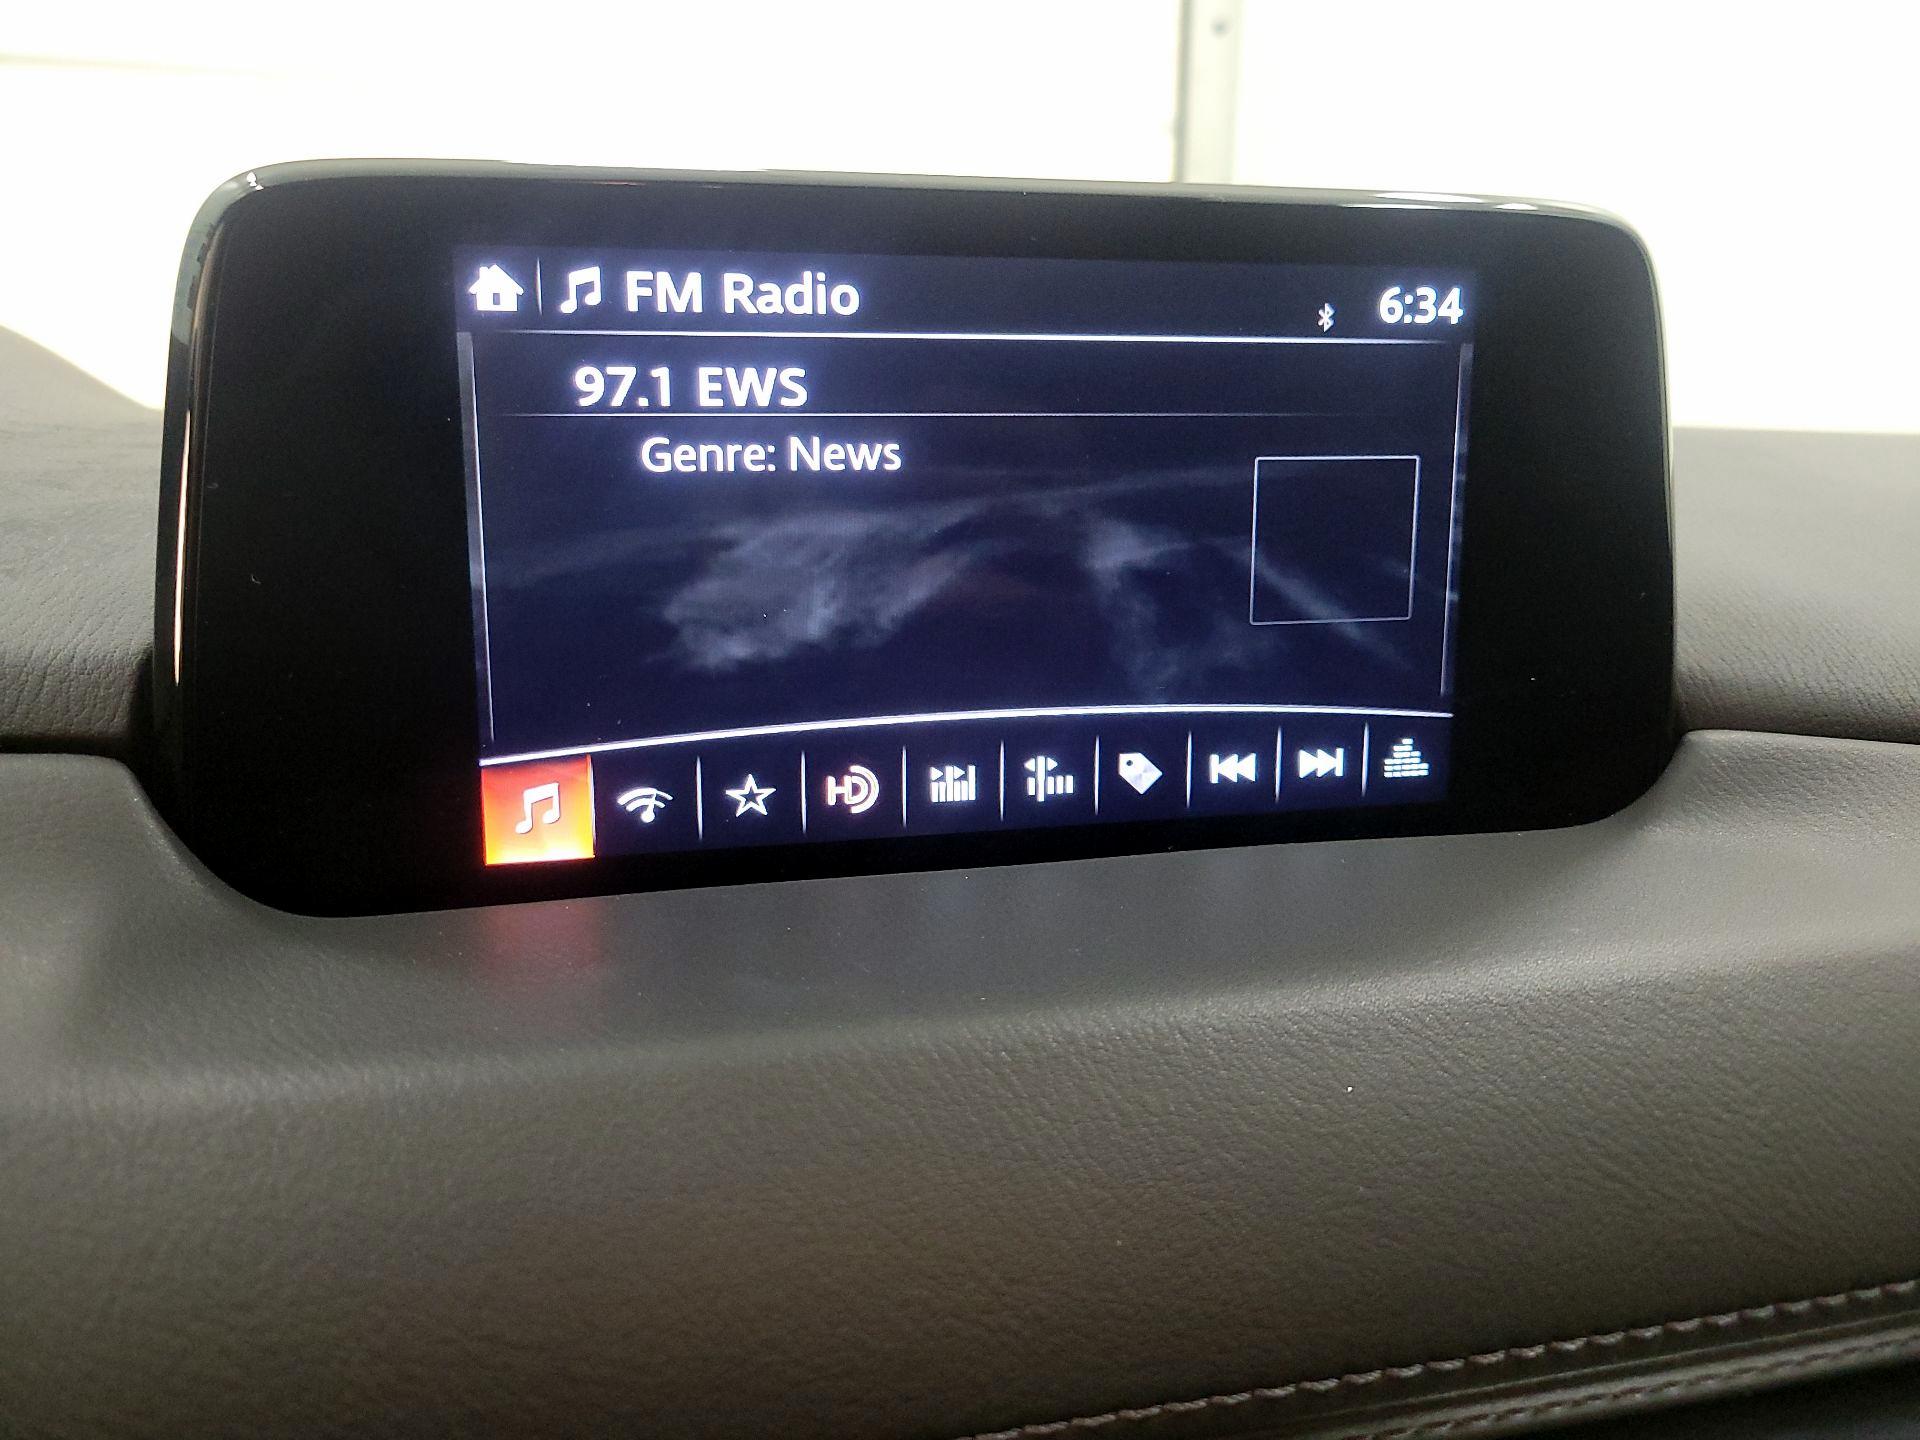 FM Radio
6:34
97.1 EWS
Genre: News
HD